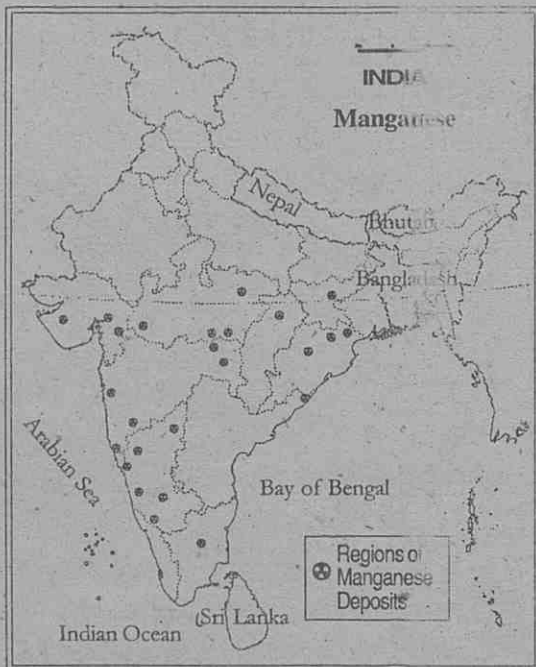 INDIA
Manganese
Nepal
Bhutan
Bangladesh
Arabian Sea
Bay of Bengal
Regions of
Manganese
Deposits
Sri Lanka
Indian Ocean